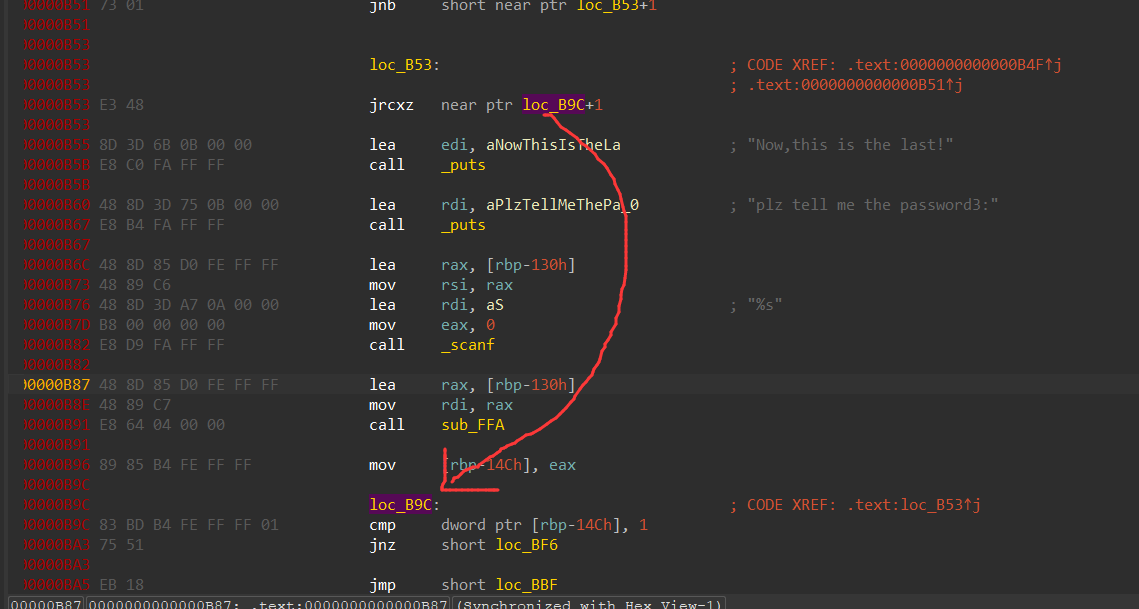 00000B51 73 01 jnb short near ptr loc_B53+1
00000B51
00000B53
00000B53 loc_B53: ; CODE XREF: .text:0000000000000B4F↑j
00000B53 ; .text:0000000000000B51↑j
00000B53 E3 48 jrcxz near ptr loc_B9C+1
00000B53
00000B55 8D 3D 6B 0B 00 00 lea edi, aNowThisIsTheLa ; "Now,this is the last!"
00000B5B E8 C0 FA FF FF call _puts
00000B5B
00000B60 48 8D 3D 75 0B 00 00 lea rdi, aPlzTellMeThePa_0 ; "plz tell me the password3:"
00000B67 E8 B4 FA FF FF call _puts
00000B67
00000B6C 48 8D 85 D0 FE FF FF lea rax, [rbp-130h]
00000B73 48 89 C6 mov rsi, rax
00000B76 48 8D 3D A7 0A 00 00 lea rdi, aS ; "%s"
00000B7D B8 00 00 00 00 mov eax, 0
00000B82 E8 D9 FA FF FF call _scanf
00000B82
00000B87 48 8D 85 D0 FE FF FF lea rax, [rbp-130h]
00000B8E 48 89 C7 mov rdi, rax
00000B91 E8 64 04 00 00 call sub_FFA
00000B91
00000B96 89 85 B4 FE FF FF mov [rbp-14Ch], eax
00000B9C
00000B9C loc_B9C: ; CODE XREF: .text:loc_B53↑j
00000B9C 83 BD B4 FE FF FF 01 cmp dword ptr [rbp-14Ch], 1
00000BA3 75 51 jnz short loc_BF6
00000BA3
00000BA5 EB 18 jmp short loc_BBF
00000B87 0000000000000B87: .text:0000000000000B87 (Synchronized with Hex View-1)